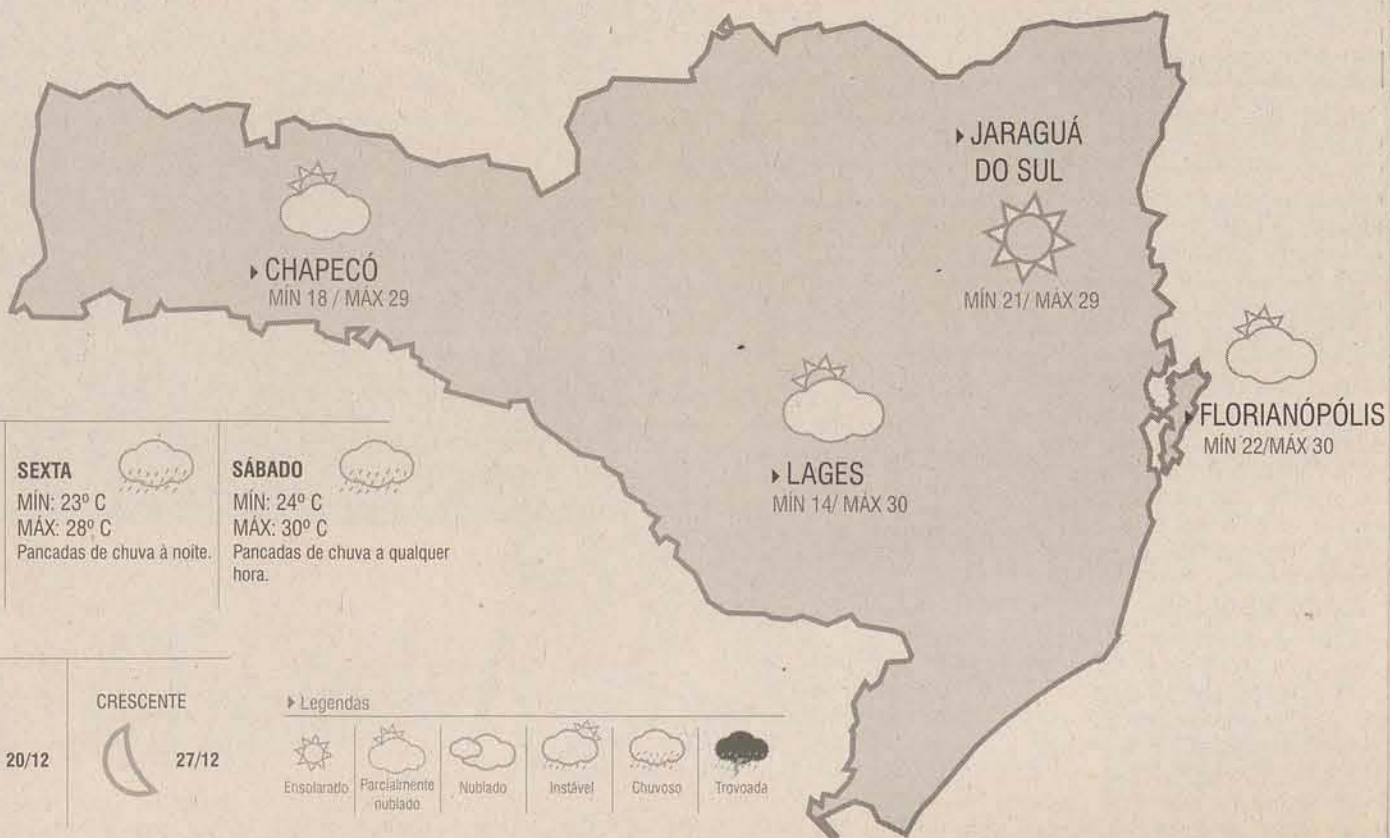 JARAGUÁ
DO SUL
MÍN 21/ MÁX 29
CHAPECÓ
MÍN 18 / MÁX 29
FLORIANÓPÓLIS
MÍN 22/MÁX 30
LAGES
MÍN 14/ MÁX 30
SEXTA
MÍN: 23º C
MÁX: 28º C
Pancadas de chuva à noite.
SÁBADO
MÍN: 24º C
MÁX: 30º C
Pancadas de chuva a qualquer
hora.
20/12
CRESCENTE
27/12
Legendas
Ensolarado
Parcialmente
nublado
Nublado
Instável
Chuvoso
Trovoada